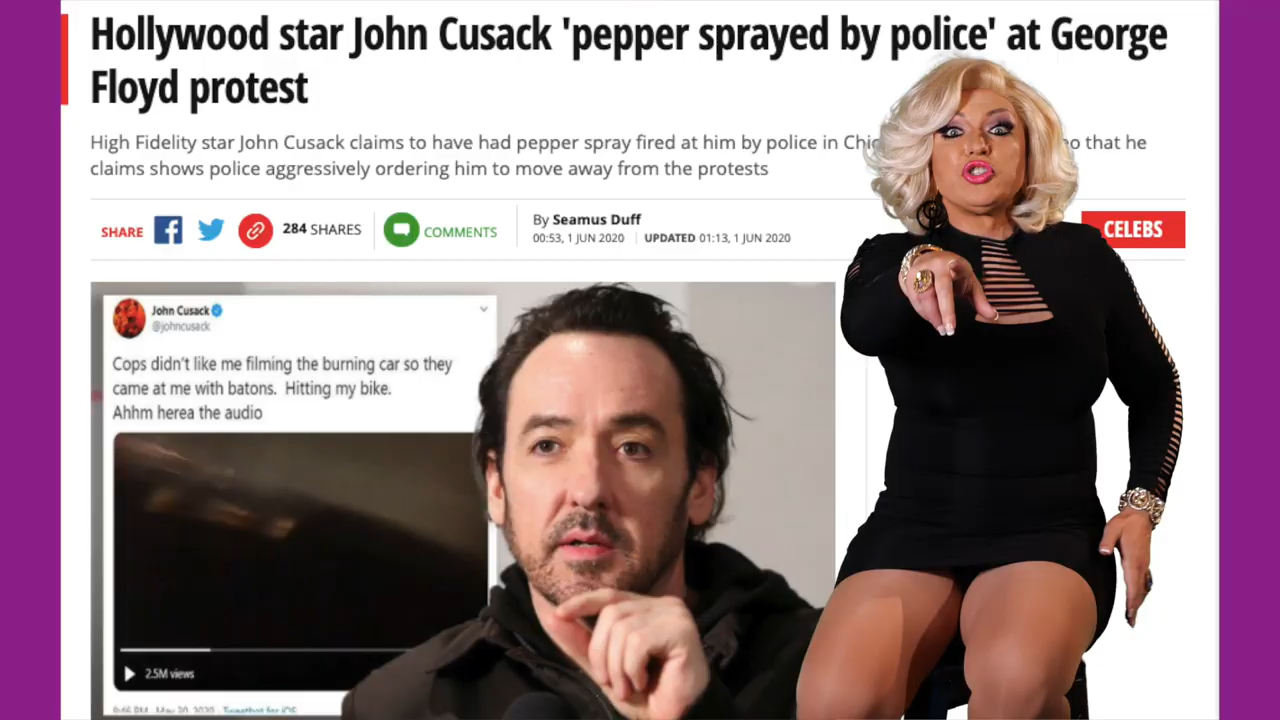 Hollywood star John Cusack 'pepper sprayed by police' at George
Floyd protest
High Fidelity star John Cusack claims to have had pepper spray fired at him by police in that he
claims shows police aggressively ordering him to move away from the protests
SHARE 284 SHARES COMMENTS By Seamus Duff
00:53, 1 JUN 2020 UPDATED 01:13, 1 JUN 2020
CELEBS
John Cusack
@johncusack
Cops didn't like me filming the burning car so they
came at me with batons. Hitting my bike.
Ahhm herea the audio
2.5M views